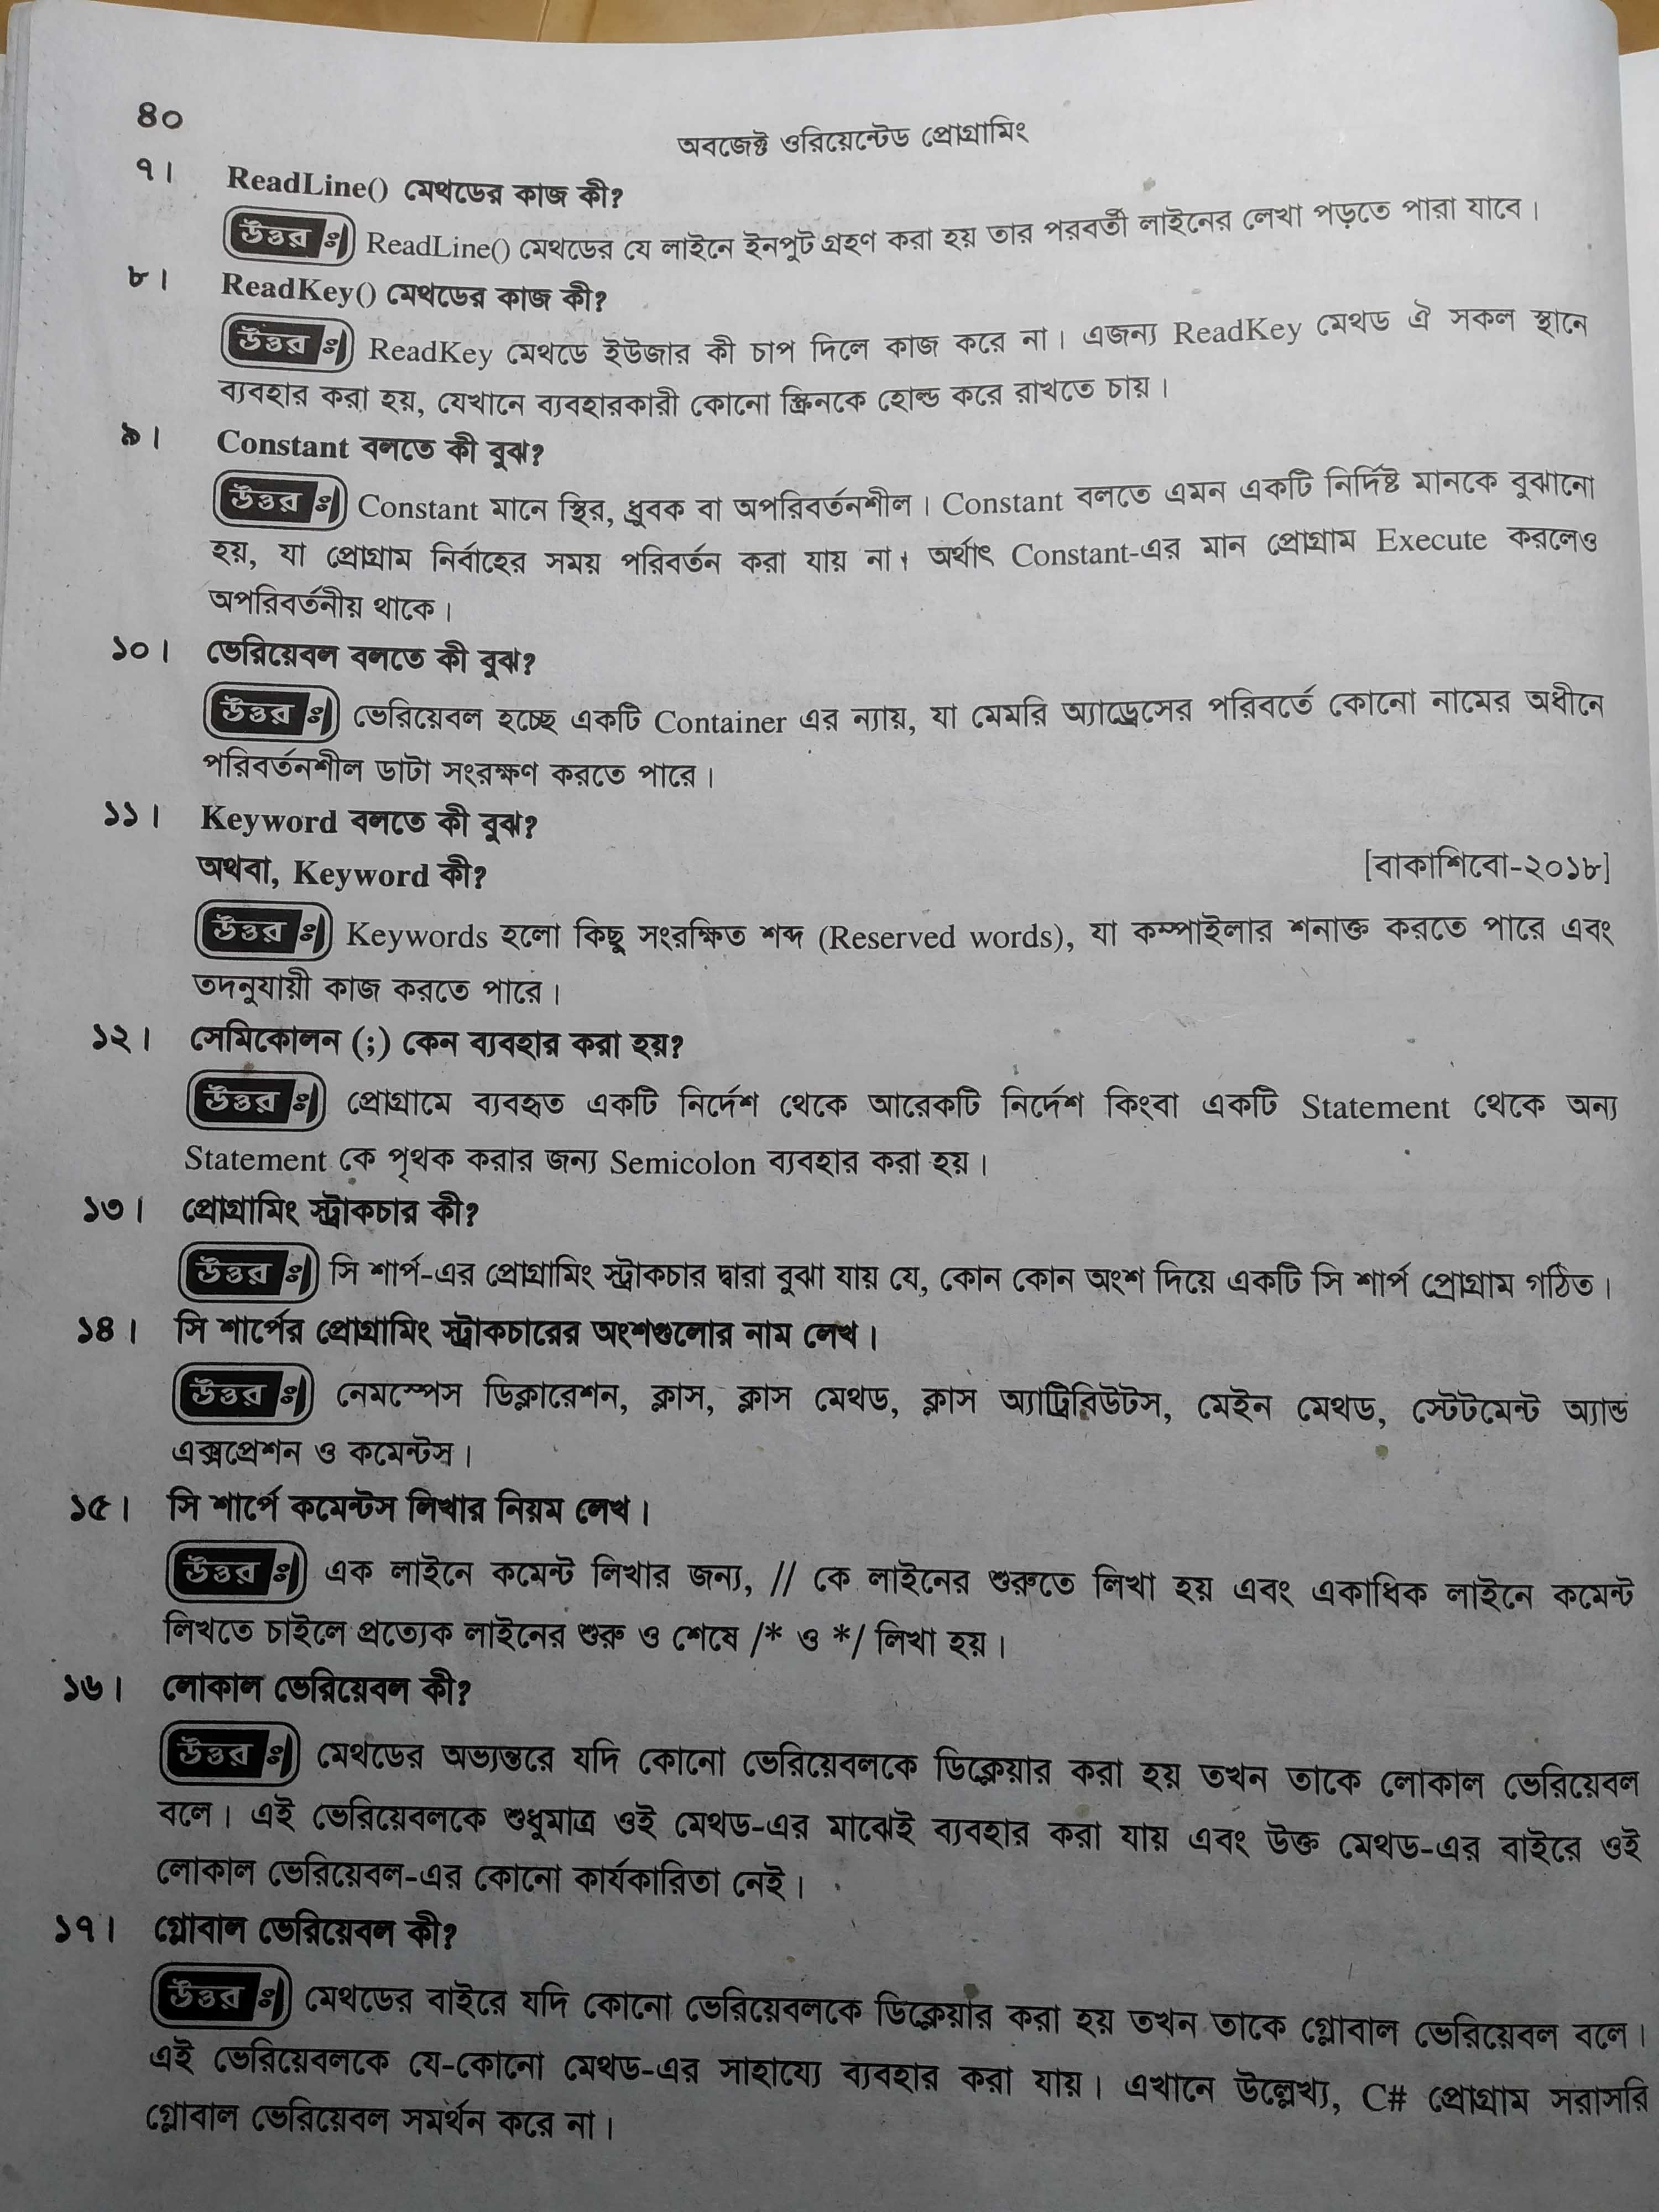 ৪০
অবজেক্ট ওরিয়েন্টেড প্রোগ্রামিং
৭। ReadLine() মেথডের কাজ কী?
উত্তর ঃ ReadLine() মেথডের যে লাইনে ইনপুট গ্রহণ করা হয় তার পরবর্তী লাইনের লেখা পড়তে পারা যাবে।
৮। ReadKey() মেথডের কাজ কী?
উত্তর ঃ ReadKey মেথডে ইউজার কী চাপ দিলে কাজ করে না। এজন্য ReadKey মেথড ঐ সকল স্থানে
ব্যবহার করা হয়, যেখানে ব্যবহারকারী কোনো স্ক্রিনকে হোল্ড করে রাখতে চায়।
৯। Constant বলতে কী বুঝ?
উত্তর ঃ Constant মানে স্থির, ধ্রুবক বা অপরিবর্তনশীল। Constant বলতে এমন একটি নির্দিষ্ট মানকে বুঝানো
হয়, যা প্রোগ্রাম নির্বাহের সময় পরিবর্তন করা যায় না। অর্থাৎ Constant-এর মান প্রোগ্রাম Execute করলেও
অপরিবর্তনীয় থাকে।
১০। ভেরিয়েবল বলতে কী বুঝ?
উত্তর ঃ ভেরিয়েবল হচ্ছে একটি Container এর ন্যায়, যা মেমরি অ্যাড্রেসের পরিবর্তে কোনো নামের অধীনে
পরিবর্তনশীল ডাটা সংরক্ষণ করতে পারে।
১১। Keyword বলতে কী বুঝ?
অথবা, Keyword কী? [বাকাশিবো-২০১৮]
উত্তর ঃ Keywords হলো কিছু সংরক্ষিত শব্দ (Reserved words), যা কম্পাইলার শনাক্ত করতে পারে এবং
তদনুযায়ী কাজ করতে পারে।
১২। সেমিকোলন (;) কেন ব্যবহার করা হয়?
উত্তর ঃ প্রোগ্রামে ব্যবহৃত একটি নির্দেশ থেকে আরেকটি নির্দেশ কিংবা একটি Statement থেকে অন্য
Statement কে পৃথক করার জন্য Semicolon ব্যবহার করা হয়।
১৩। প্রোগ্রামিং স্ট্রাকচার কী?
উত্তর ঃ সি শার্প-এর প্রোগ্রামিং স্ট্রাকচার দ্বারা বুঝা যায় যে, কোন কোন অংশ দিয়ে একটি সি শার্প প্রোগ্রাম গঠিত।
১৪। সি শার্পের প্রোগ্রামিং স্ট্রাকচারের অংশগুলোর নাম লেখ।
উত্তর ঃ নেমস্পেস ডিক্লারেশন, ক্লাস, ক্লাস মেথড, ক্লাস অ্যাট্রিবিউটস, মেইন মেথড, স্টেটমেন্ট অ্যান্ড
এক্সপ্রেশন ও কমেন্টস।
১৫। সি শার্পে কমেন্টস লিখার নিয়ম লেখ।
উত্তর ঃ এক লাইনে কমেন্ট লিখার জন্য, // কে লাইনের শুরুতে লিখা হয় এবং একাধিক লাইনে কমেন্ট
লিখতে চাইলে প্রত্যেক লাইনের শুরু ও শেষে /* ও */ লিখা হয়।
১৬। লোকাল ভেরিয়েবল কী?
উত্তর ঃ মেথডের অভ্যন্তরে যদি কোনো ভেরিয়েবলকে ডিক্লেয়ার করা হয় তখন তাকে লোকাল ভেরিয়েবল
বলে। এই ভেরিয়েবলকে শুধুমাত্র ওই মেথড-এর মাঝেই ব্যবহার করা যায় এবং উক্ত মেথড-এর বাইরে ওই
লোকাল ভেরিয়েবল-এর কোনো কার্যকারিতা নেই।
১৭। গ্লোবাল ভেরিয়েবল কী?
উত্তর ঃ মেথডের বাইরে যদি কোনো ভেরিয়েবলকে ডিক্লেয়ার করা হয় তখন তাকে গ্লোবাল ভেরিয়েবল বলে।
এই ভেরিয়েবলকে যে-কোনো মেথড-এর সাহায্যে ব্যবহার করা যায়। এখানে উল্লেখ্য, C# প্রোগ্রাম সরাসরি
গ্লোবাল ভেরিয়েবল সমর্থন করে না।